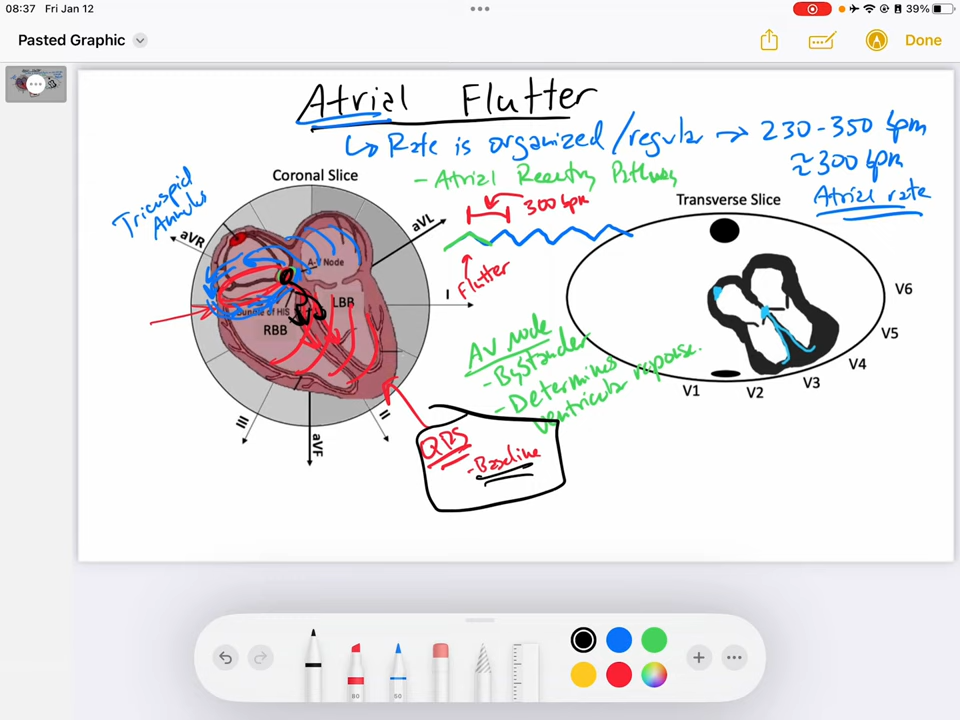 08:37 Fri Jan 12
39%
Pasted Graphic
Done
Atrial Flutter
↳ Rate is organized/regular → 230-350 bpm
≈300 bpm
Atrial rate
- Atrial Reentry Pathway
Tricuspid
Annulus
Coronal Slice
300 bpm
Flutter
aVR
aVL
A-V Node
Bundle of HIS
LBB
RBB
I
II
III
aVF
AV node
- Bystander
- Determines
ventricular reponse.
QRS
- Baseline
Transverse Slice
V6
V5
V4
V3
V2
V1
80
50